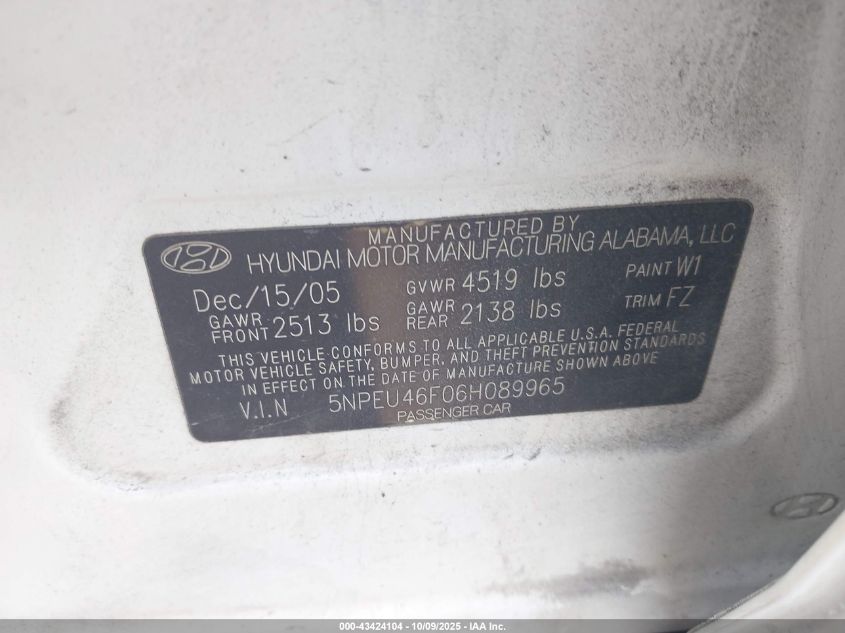 MANUFACTURED BY
HYUNDAI MOTOR MANUFACTURING ALABAMA, LLC
Dec/15/05 GVWR 4519 lbs PAINT W1
GAWR FRONT 2513 lbs GAWR REAR 2138 lbs TRIM FZ
THIS VEHICLE CONFORMS TO ALL APPLICABLE U.S.A. FEDERAL
MOTOR VEHICLE SAFETY, BUMPER, AND THEFT PREVENTION STANDARDS
IN EFFECT ON THE DATE OF MANUFACTURE SHOWN ABOVE
V.I.N 5NPEU46F06H089965
PASSENGER CAR
000-43424104 - 10/09/2025 - IAA Inc.